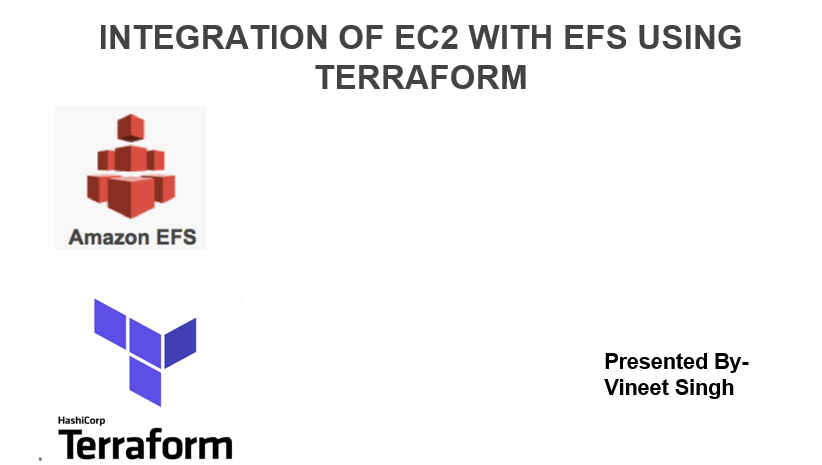 INTEGRATION OF EC2 WITH EFS USING
TERRAFORM
Amazon EFS
Presented By-
Vineet Singh
HashiCorp
Terraform